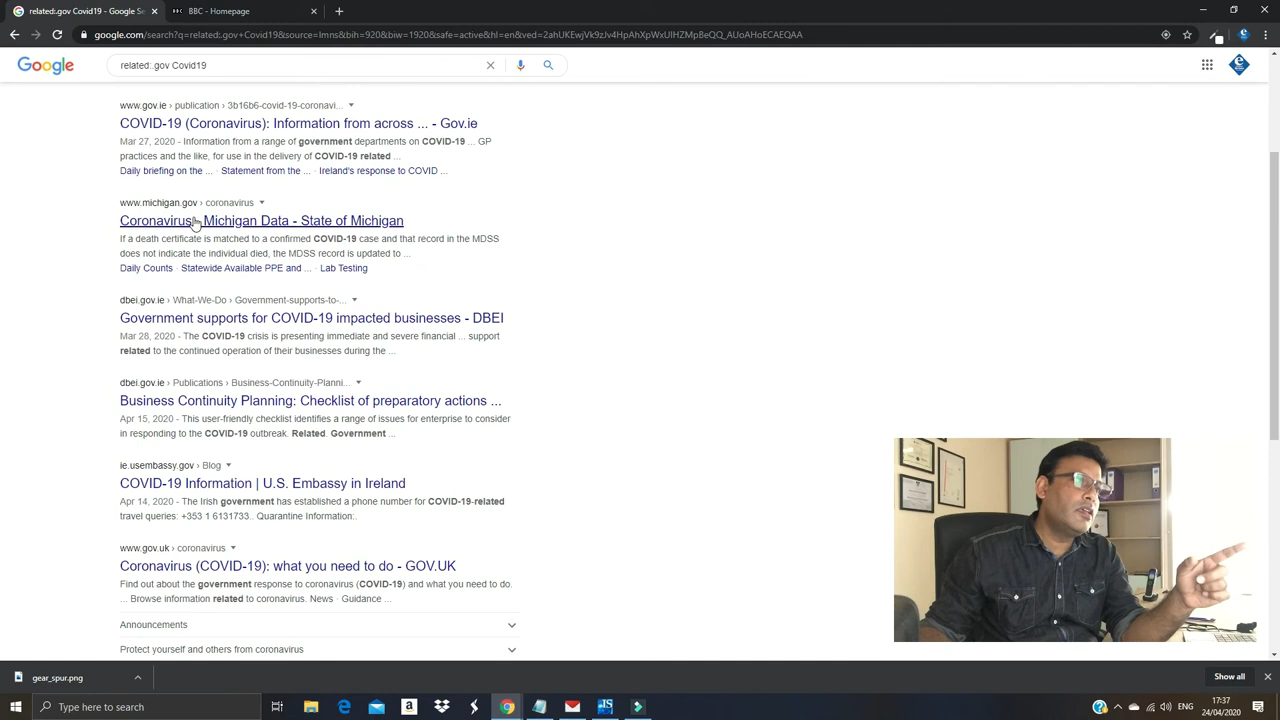 related:.gov Covid19 - Google Se
BBC - Homepage
google.com/search?q=related:.gov+Covid19&source=lmns&bih=920&biw=1920&safe=active&hl=en&ved=2ahUKEwjVk9zJv4HpAhXpWxUIHZMpBeQQ_AUoAHoECAEQAA
Google
related:.gov Covid19
www.gov.ie › publication › 3b16b6-covid-19-coronavi...
COVID-19 (Coronavirus): Information from across ... - Gov.ie
Mar 27, 2020 - Information from a range of government departments on COVID-19 ... GP
practices and the like, for use in the delivery of COVID-19 related ...
Daily briefing on the ... · Statement from the ... · Ireland's response to COVID ...
www.michigan.gov › coronavirus
Coronavirus - Michigan Data - State of Michigan
If a death certificate is matched to a confirmed COVID-19 case and that record in the MDSS
does not indicate the individual died, the MDSS record is updated to ...
Daily Counts · Statewide Available PPE and ... · Lab Testing
dbei.gov.ie › What-We-Do › Government-supports-to-...
Government supports for COVID-19 impacted businesses - DBEI
Mar 28, 2020 - The COVID-19 crisis is presenting immediate and severe financial ... support
related to the continued operation of their businesses during the ...
dbei.gov.ie › Publications › Business-Continuity-Planni...
Business Continuity Planning: Checklist of preparatory actions ...
Apr 15, 2020 - This user-friendly checklist identifies a range of issues for enterprise to consider
in responding to the COVID-19 outbreak. Related. Government ...
ie.usembassy.gov › Blog
COVID-19 Information | U.S. Embassy in Ireland
Apr 14, 2020 - The Irish government has established a phone number for COVID-19-related
travel queries: +353 1 6131733.. Quarantine Information:.
www.gov.uk › coronavirus
Coronavirus (COVID-19): what you need to do - GOV.UK
Find out about the government response to coronavirus (COVID-19) and what you need to do.
... Browse information related to coronavirus. News · Guidance ...
Announcements
Protect yourself and others from coronavirus
gear_spur.png
Show all
Type here to search
ENG
17:37
24/04/2020